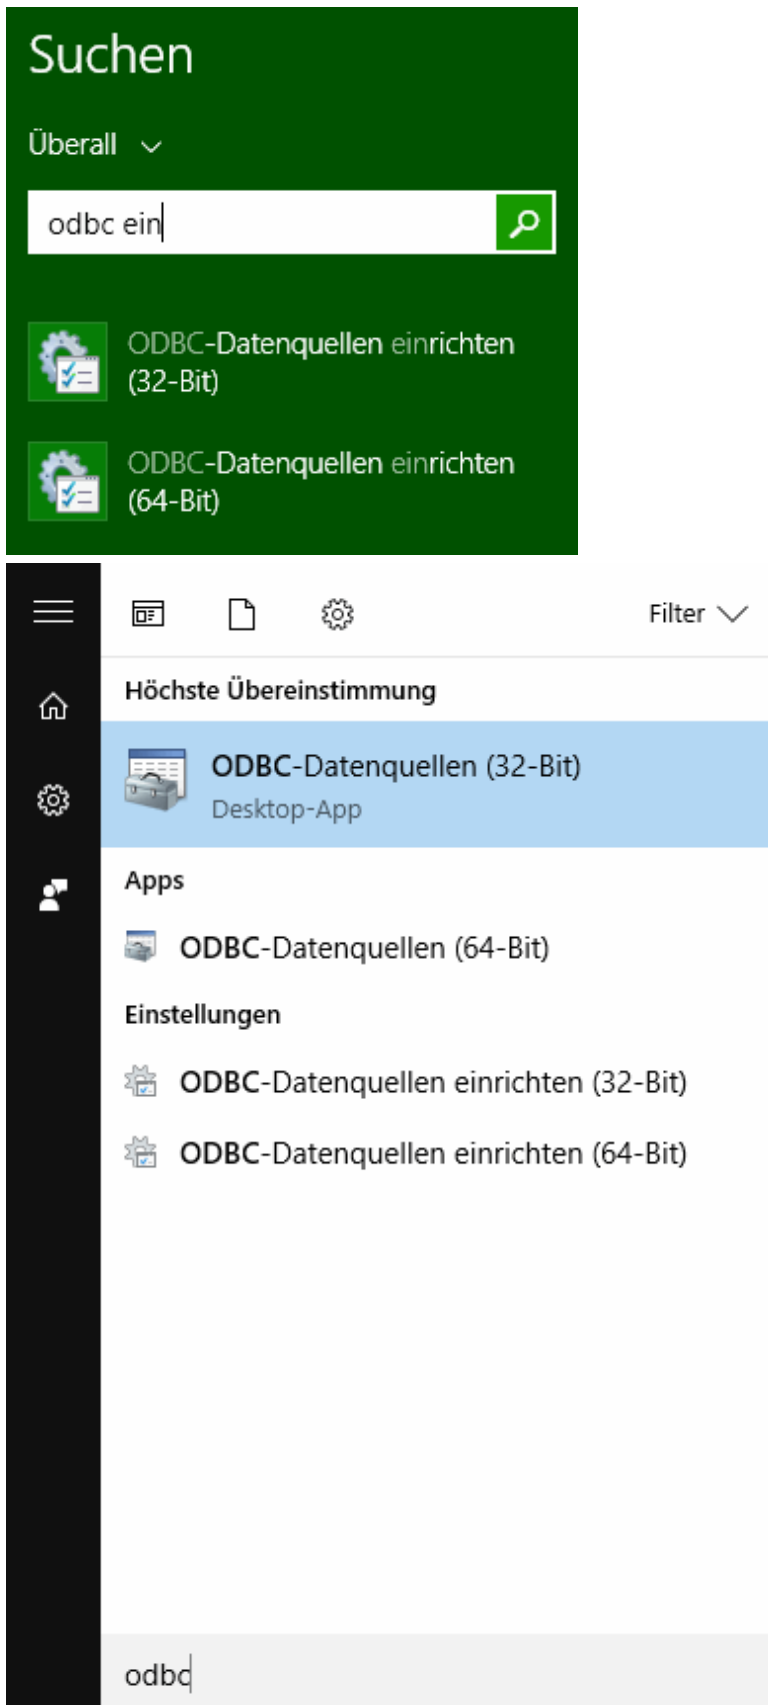 Suchen
Überall
odbc ein
ODBC-Datenquellen einrichten
(32-Bit)
ODBC-Datenquellen einrichten
(64-Bit)
Filter
Höchste Übereinstimmung
ODBC-Datenquellen (32-Bit)
Desktop-App
Apps
ODBC-Datenquellen (64-Bit)
Einstellungen
ODBC-Datenquellen einrichten (32-Bit)
ODBC-Datenquellen einrichten (64-Bit)
odbc